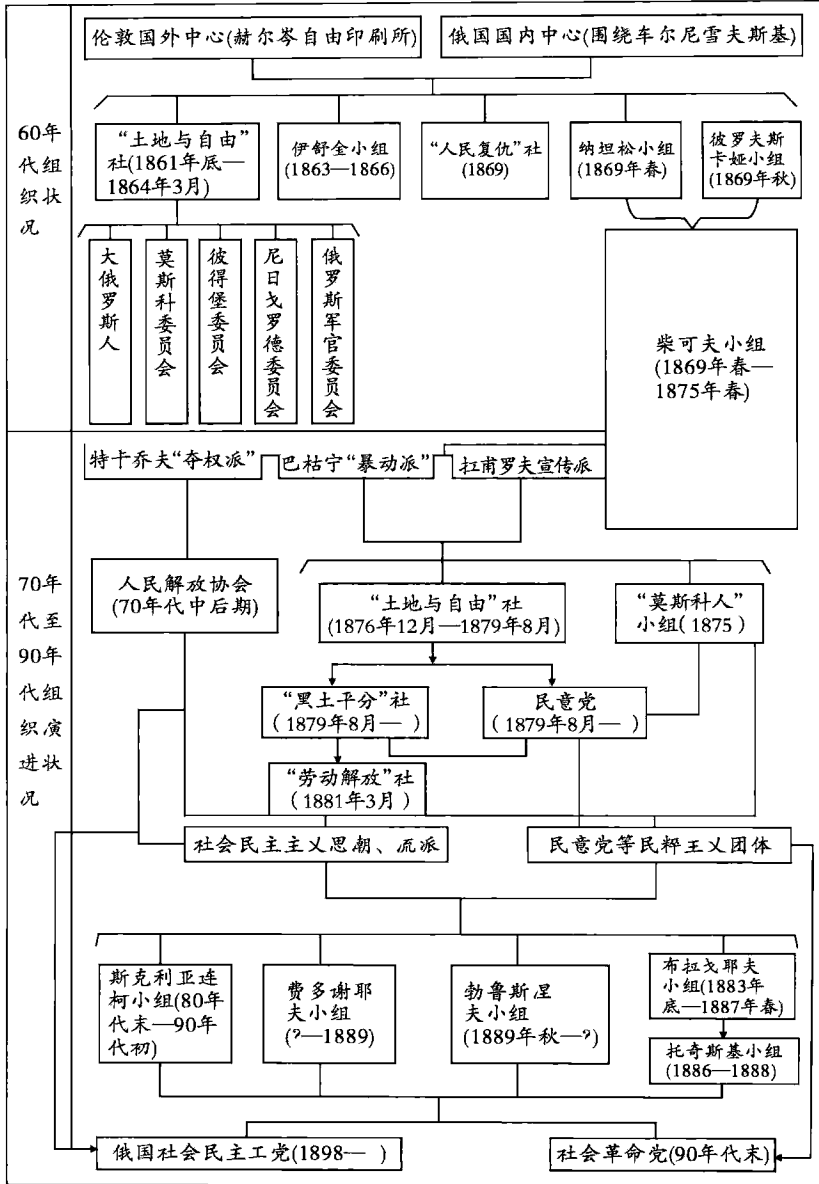 伦敦国外中心(赫尔岑自由印刷所)
俄国国内中心(围绕车尔尼雪夫斯基)
60年
代组
织状
况
“土地与自由”
社(1861年底—
1864年3月)
伊舒金小组
(1863—1866)
“人民复仇”社
(1869)
纳坦松小组
(1869年春)
彼罗夫斯
卡娅小组
(1869年秋)
大俄罗斯人
莫斯科委员会
彼得堡委员会
尼日戈罗德委员会
俄罗斯军官委员会
柴可夫小组
(1869年春—
1875年春)
70年
代至
90年
代组
织演
进状
况
特卡乔夫“夺权派”
巴枯宁“暴动派”
拉甫罗夫宣传派
人民解放协会
(70年代中后期)
“土地与自由”社
(1876年12月—1879年8月)
“莫斯科人”
小组(1875)
“黑土平分”社
(1879年8月— )
民意党
(1879年8月— )
“劳动解放”社
(1881年3月)
社会民主主义思潮、流派
民意党等民粹主义团体
斯克利亚连
柯小组(80年
代末—90年
代初)
费多谢耶
夫小组
(?—1889)
勃鲁斯涅
夫小组
(1889年秋—?)
布拉戈耶夫
小组(1883年
底—1887年春)
托奇斯基小组
(1886—1888)
俄国社会民主工党(1898— )
社会革命党(90年代末)